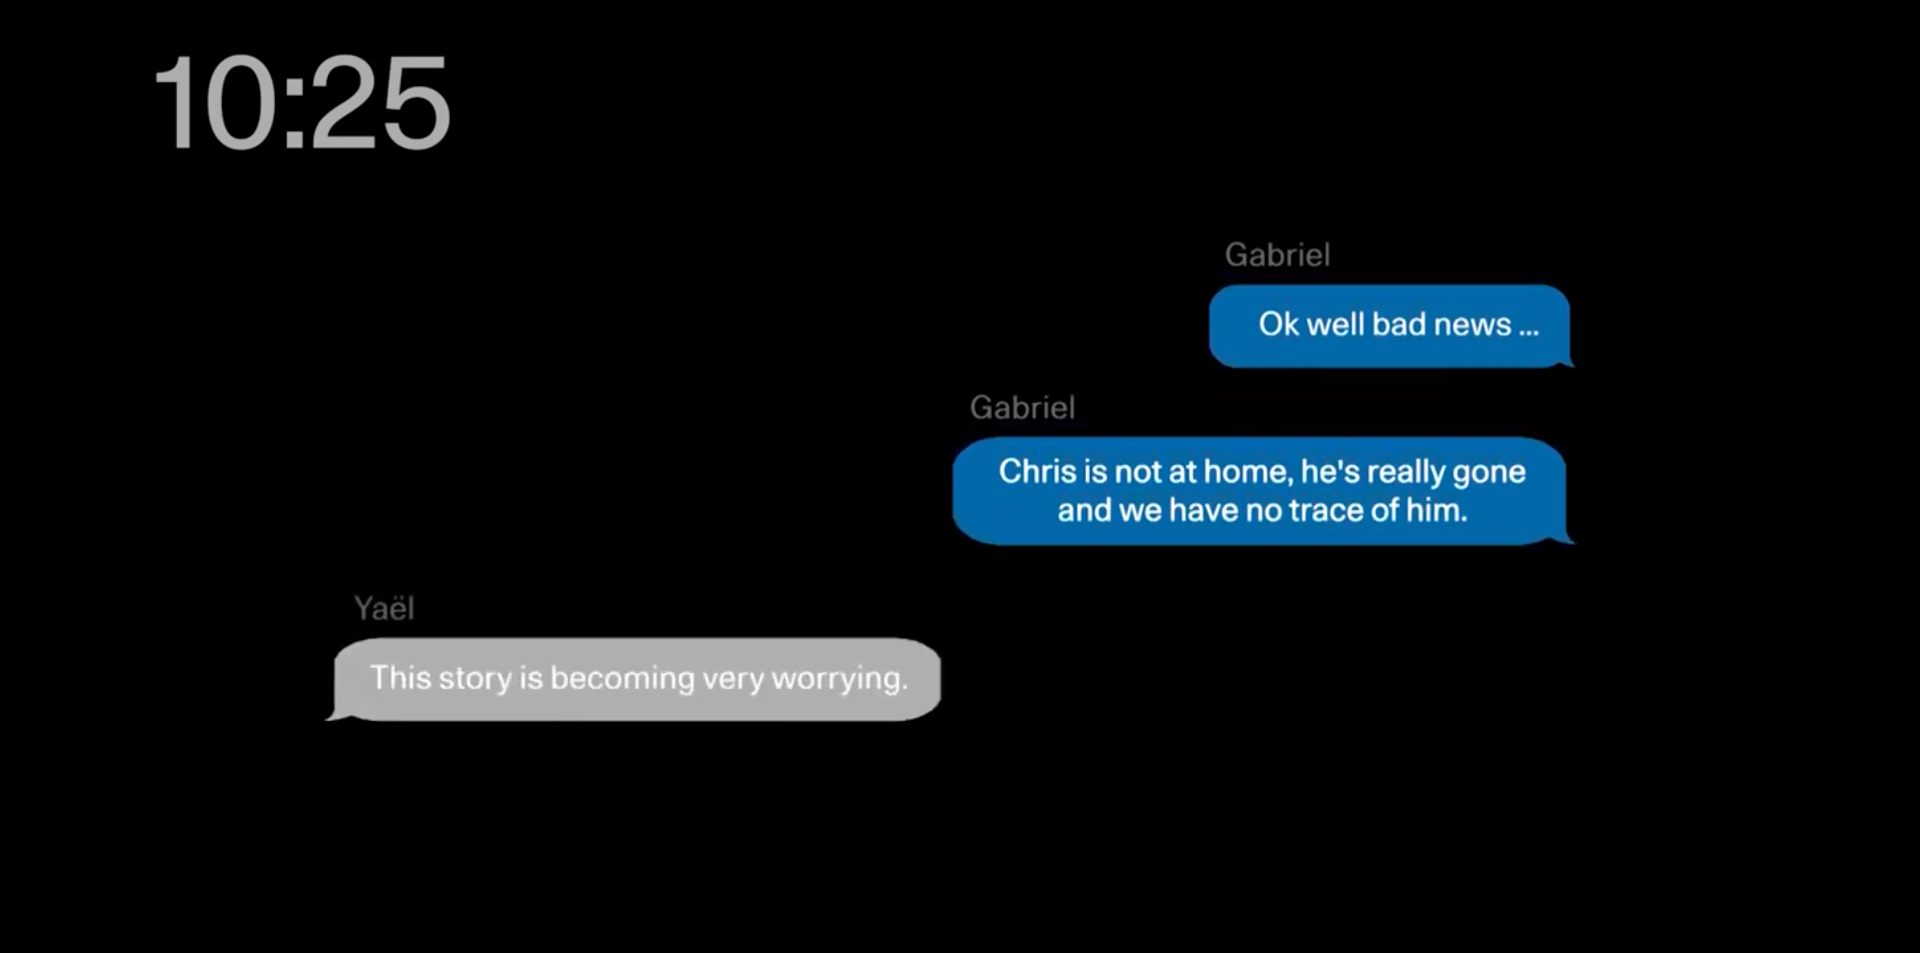 10:25
Gabriel
Ok well bad news ...
Gabriel
Chris is not at home, he's really gone
and we have no trace of him.
Yaël
This story is becoming very worrying.